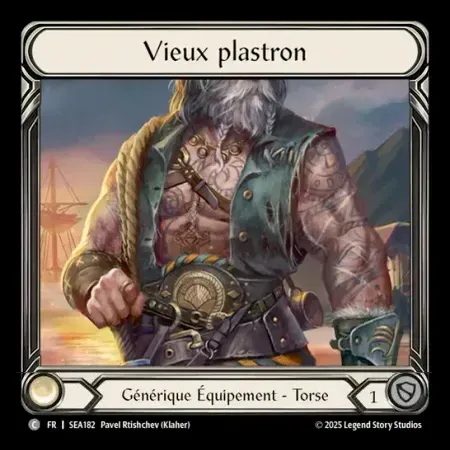 Vieux plastron
Générique Équipement - Torse
1
C FR | SEA182 Pavel Rtishchev (Klaher)
© 2025 Legend Story Studios